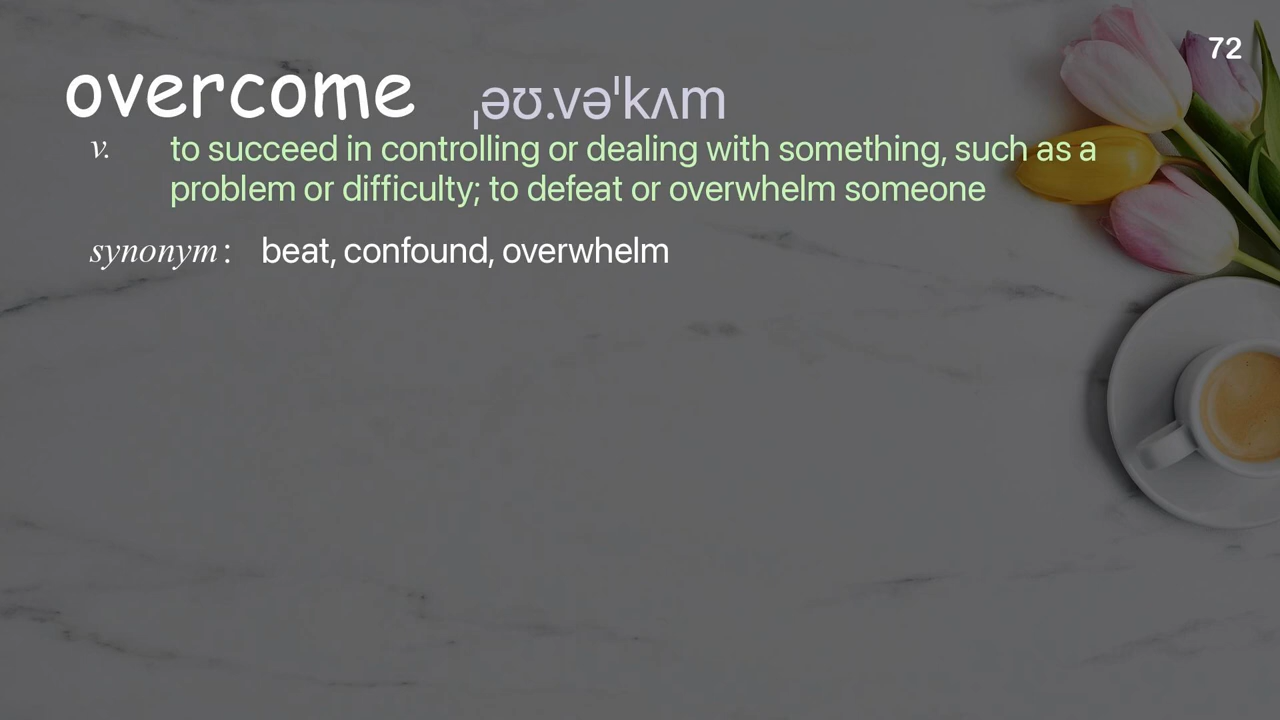 72
overcome ˌəʊ.vəˈkʌm
v. to succeed in controlling or dealing with something, such as a
problem or difficulty; to defeat or overwhelm someone
synonym: beat, confound, overwhelm